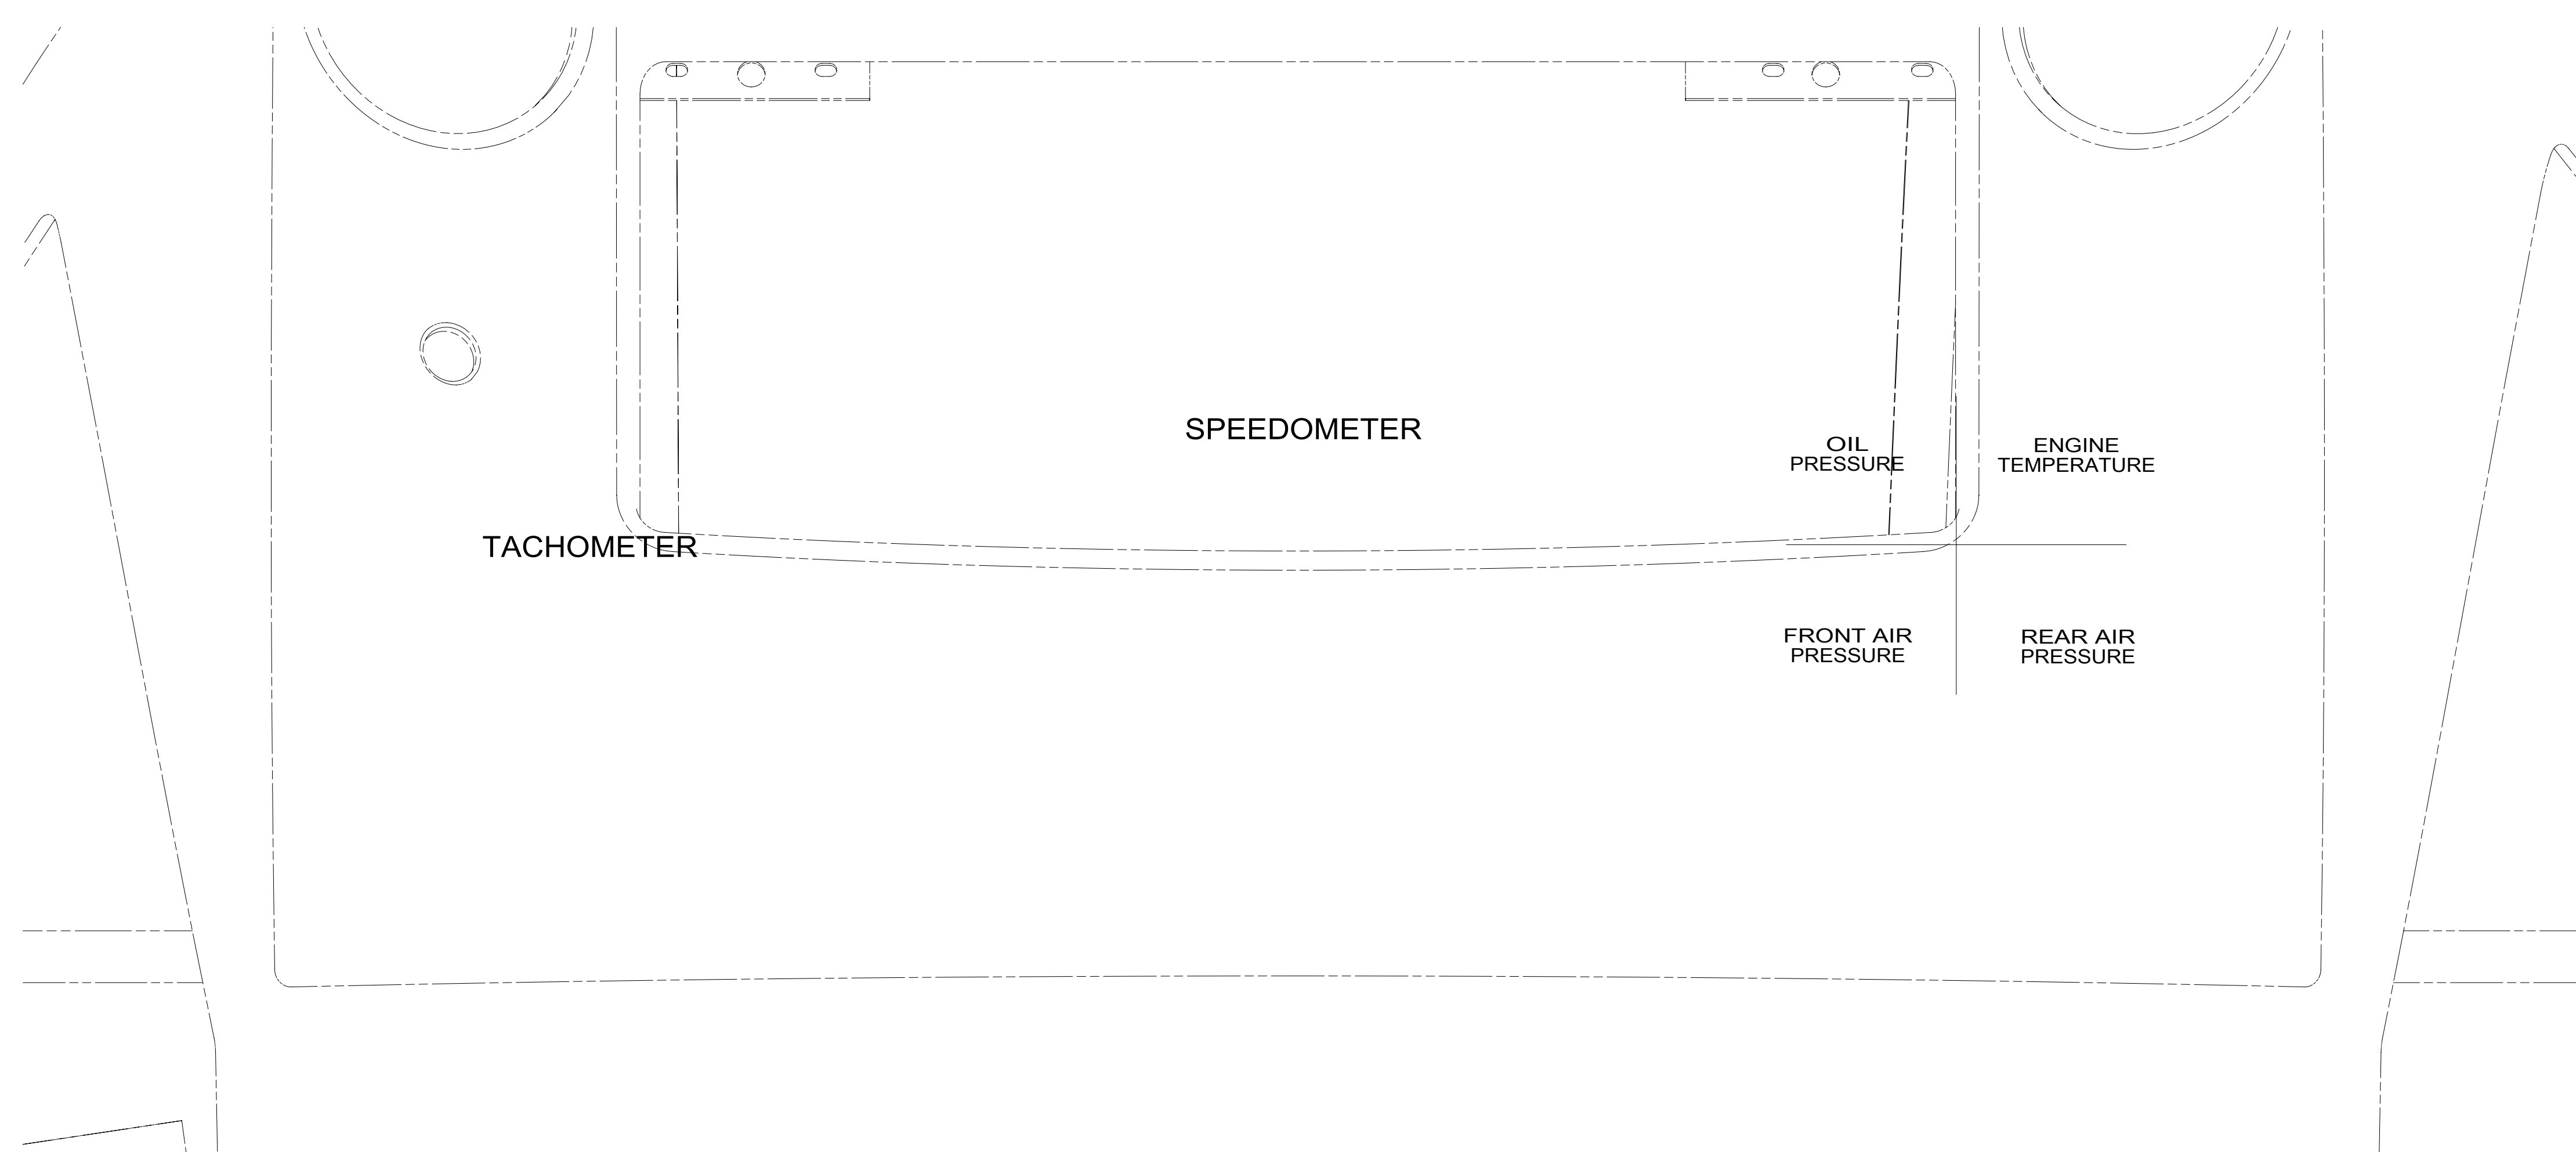 SPEEDOMETER
OIL
PRESSURE
ENGINE
TEMPERATURE
TACHOMETER
FRONT AIR
PRESSURE
REAR AIR
PRESSURE